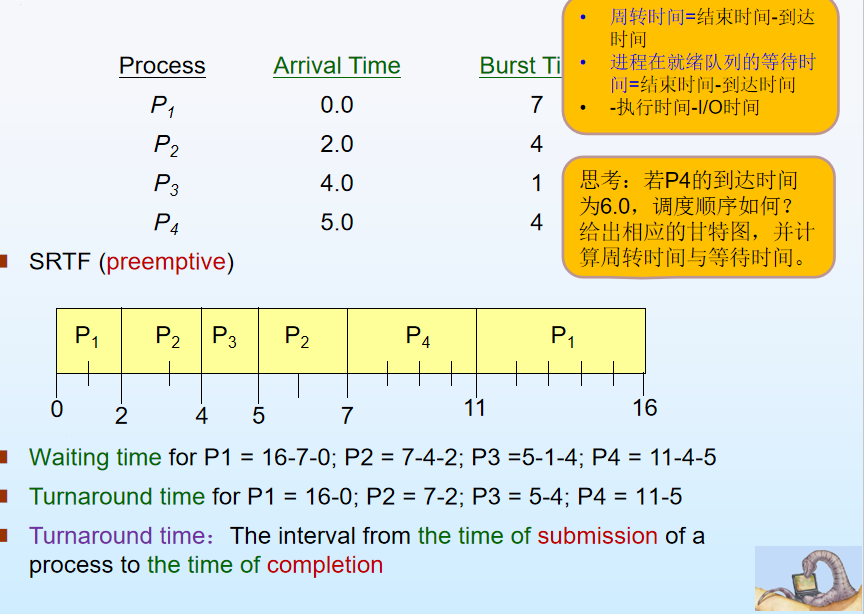 • 周转时间=结束时间-到达
时间
• 进程在就绪队列的等待时
间=结束时间-到达时间
• -执行时间-I/O时间
Process Arrival Time Burst Ti
P1 0.0 7
P2 2.0 4
P3 4.0 1
P4 5.0 4
思考：若P4的到达时间
为6.0，调度顺序如何？
给出相应的甘特图，并计
算周转时间与等待时间。
SRTF (preemptive)
P1 P2 P3 P2 P4 P1
0 2 4 5 7 11 16
Waiting time for P1 = 16-7-0; P2 = 7-4-2; P3 =5-1-4; P4 = 11-4-5
Turnaround time for P1 = 16-0; P2 = 7-2; P3 = 5-4; P4 = 11-5
Turnaround time：The interval from the time of submission of a
process to the time of completion